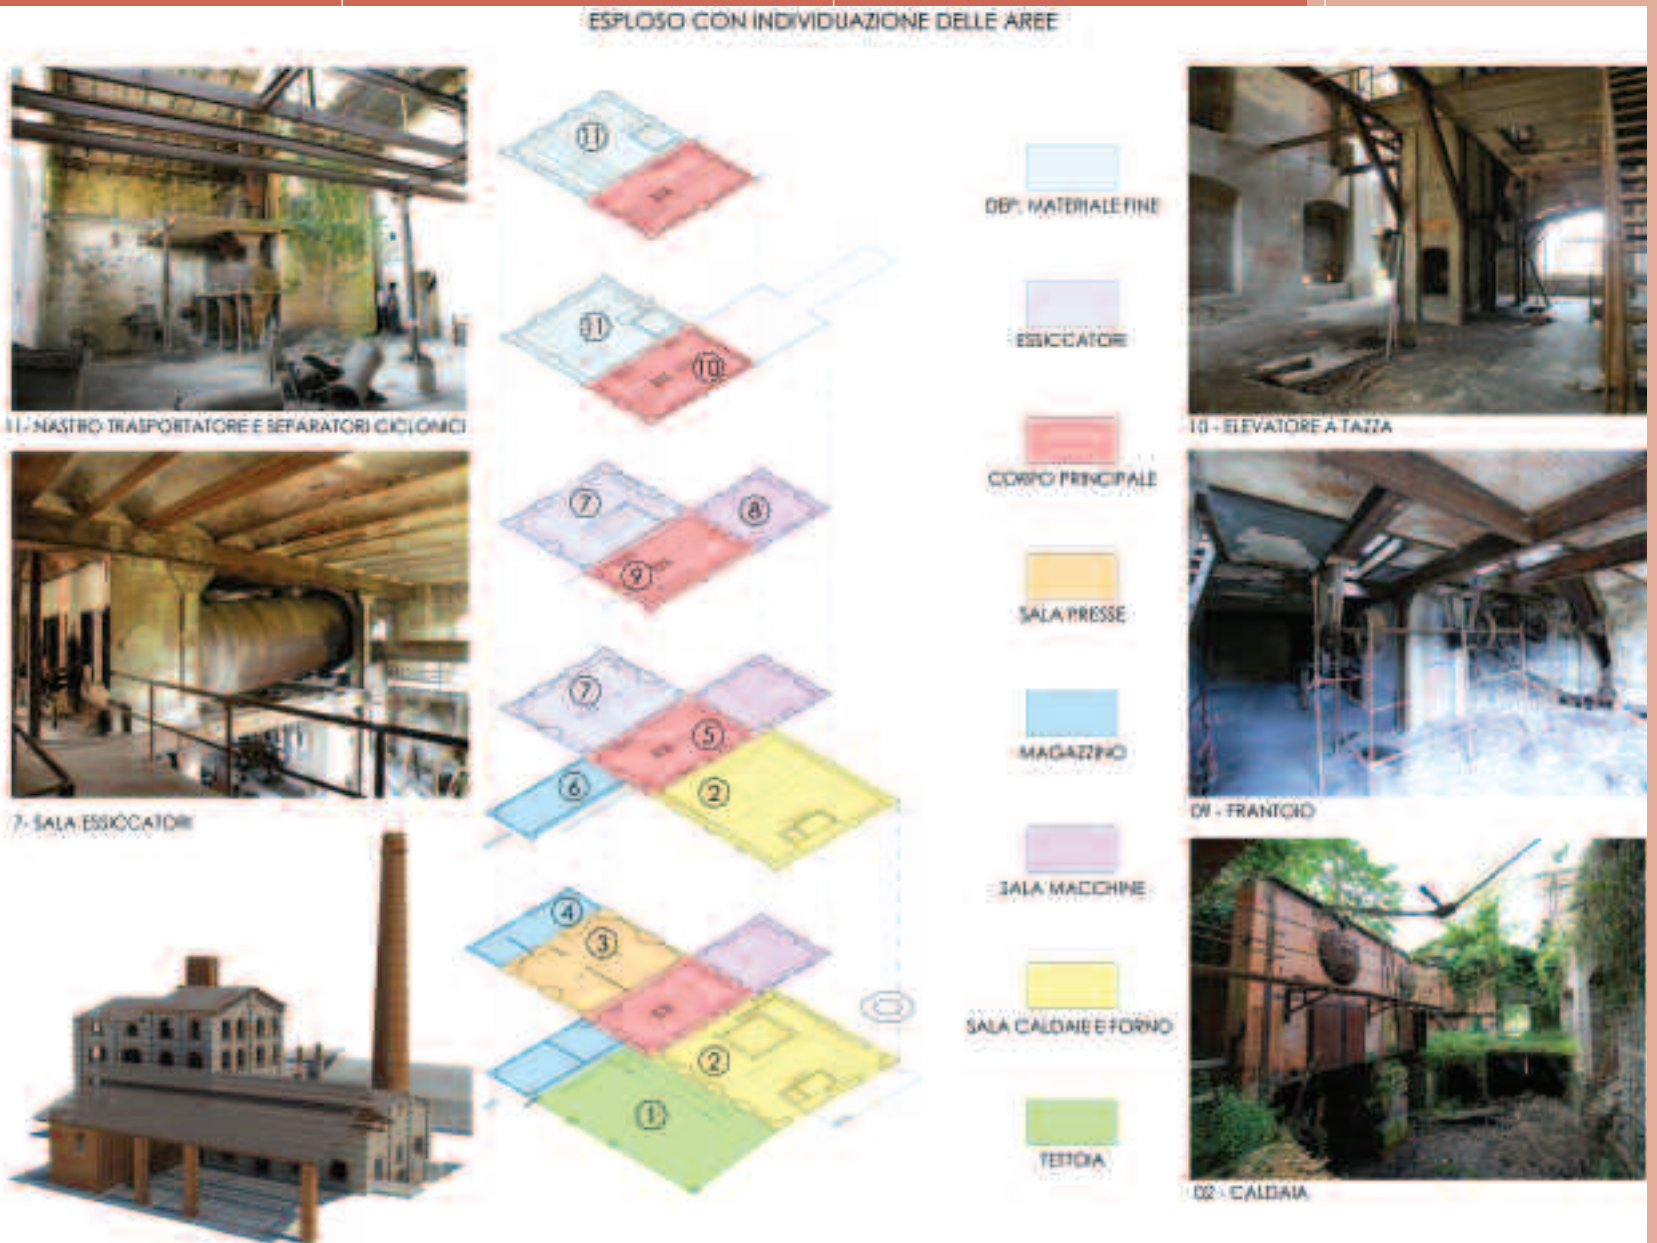 ESPLOSO CON INDIVIDUAZIONE DELLE AREE
11
11
10
7
8
9
7
5
6
2
4
3
2
1
DEP. MATERIALE FINE
ESSICCATORI
CORPO PRINCIPALE
SALA PRESSE
MAGAZZINO
SALA MACCHINE
SALA CALDAIE E FORNO
TETTOIA
11- NASTRO TRASPORTATORE E SEPARATORI CICLONICI
7- SALA ESSICCATORI
10 - ELEVATORE A TAZZA
09 - FRANTOIO
02 - CALDAIA